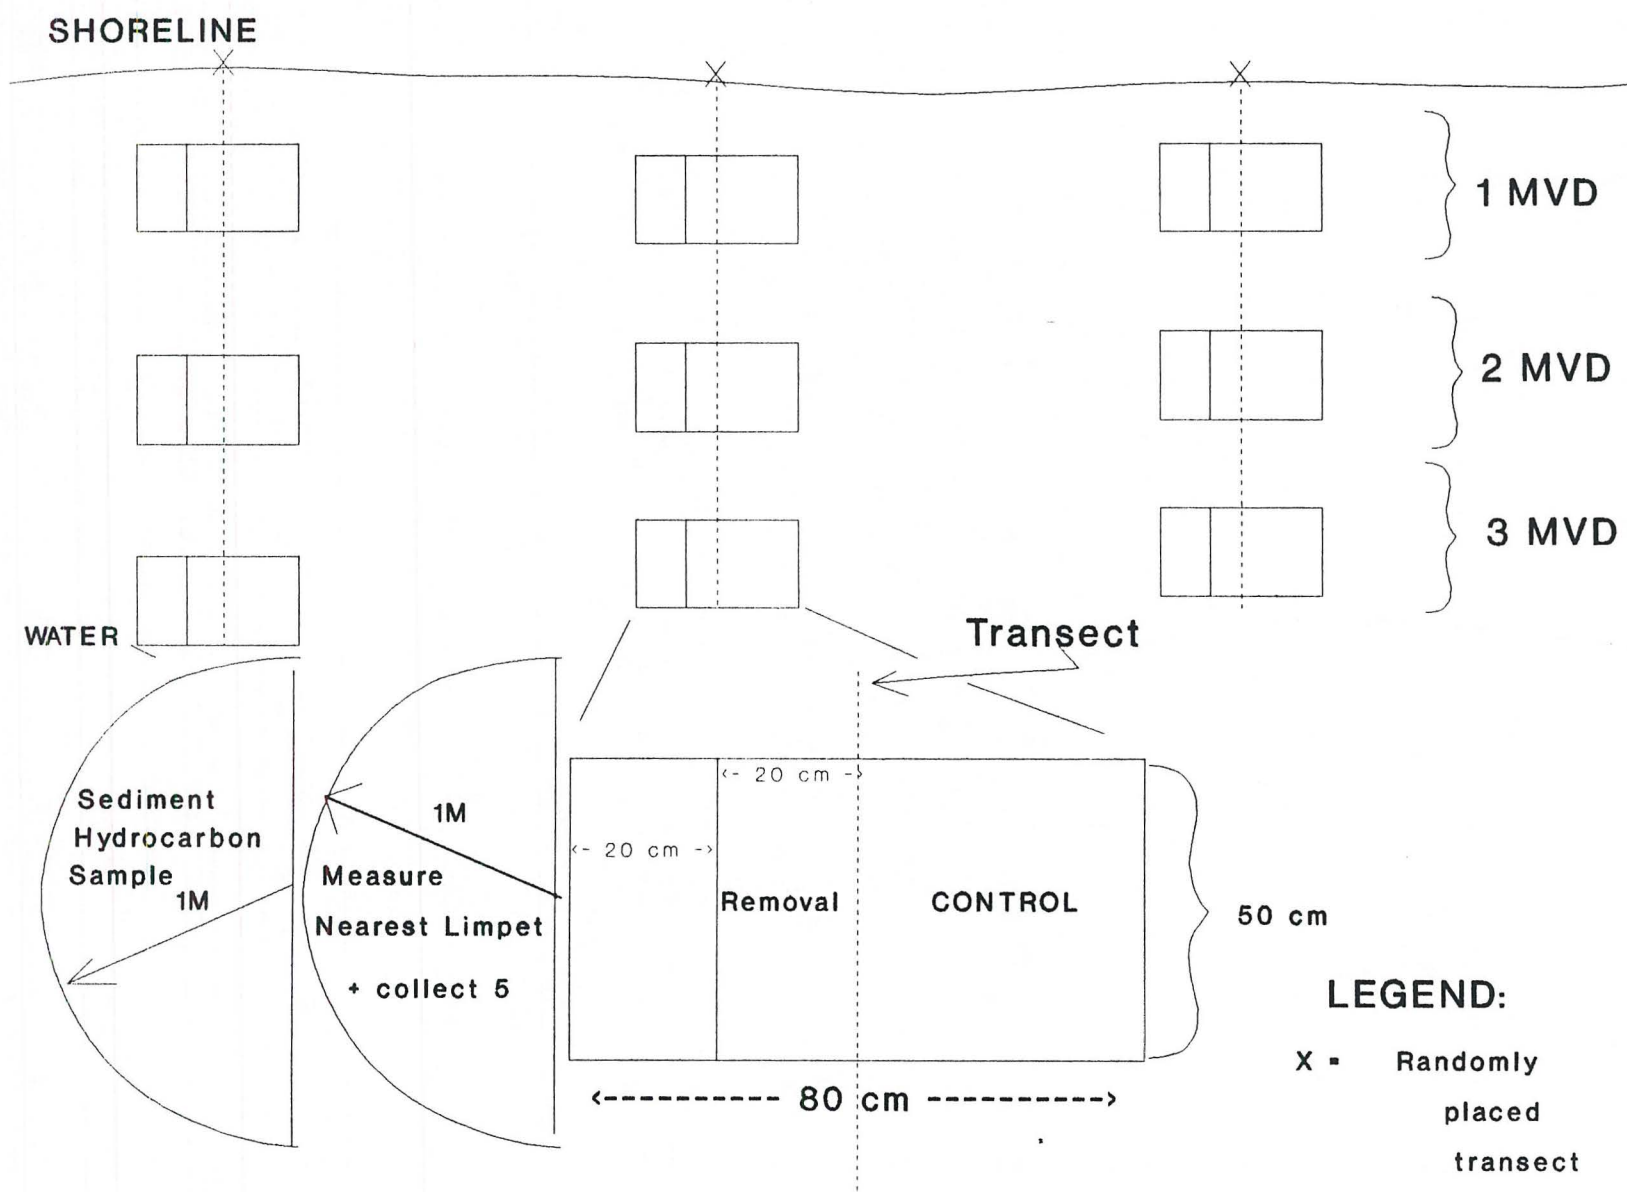 SHORELINE
1 MVD
2 MVD
3 MVD
WATER
Transect
<- 20 cm ->
Sediment
Hydrocarbon
Sample
1M
1M
Measure
Nearest Limpet
+ collect 5
<- 20 cm ->
Removal
CONTROL
50 cm
<---------- 80 cm ---------->
LEGEND:
X = Randomly
placed
transect